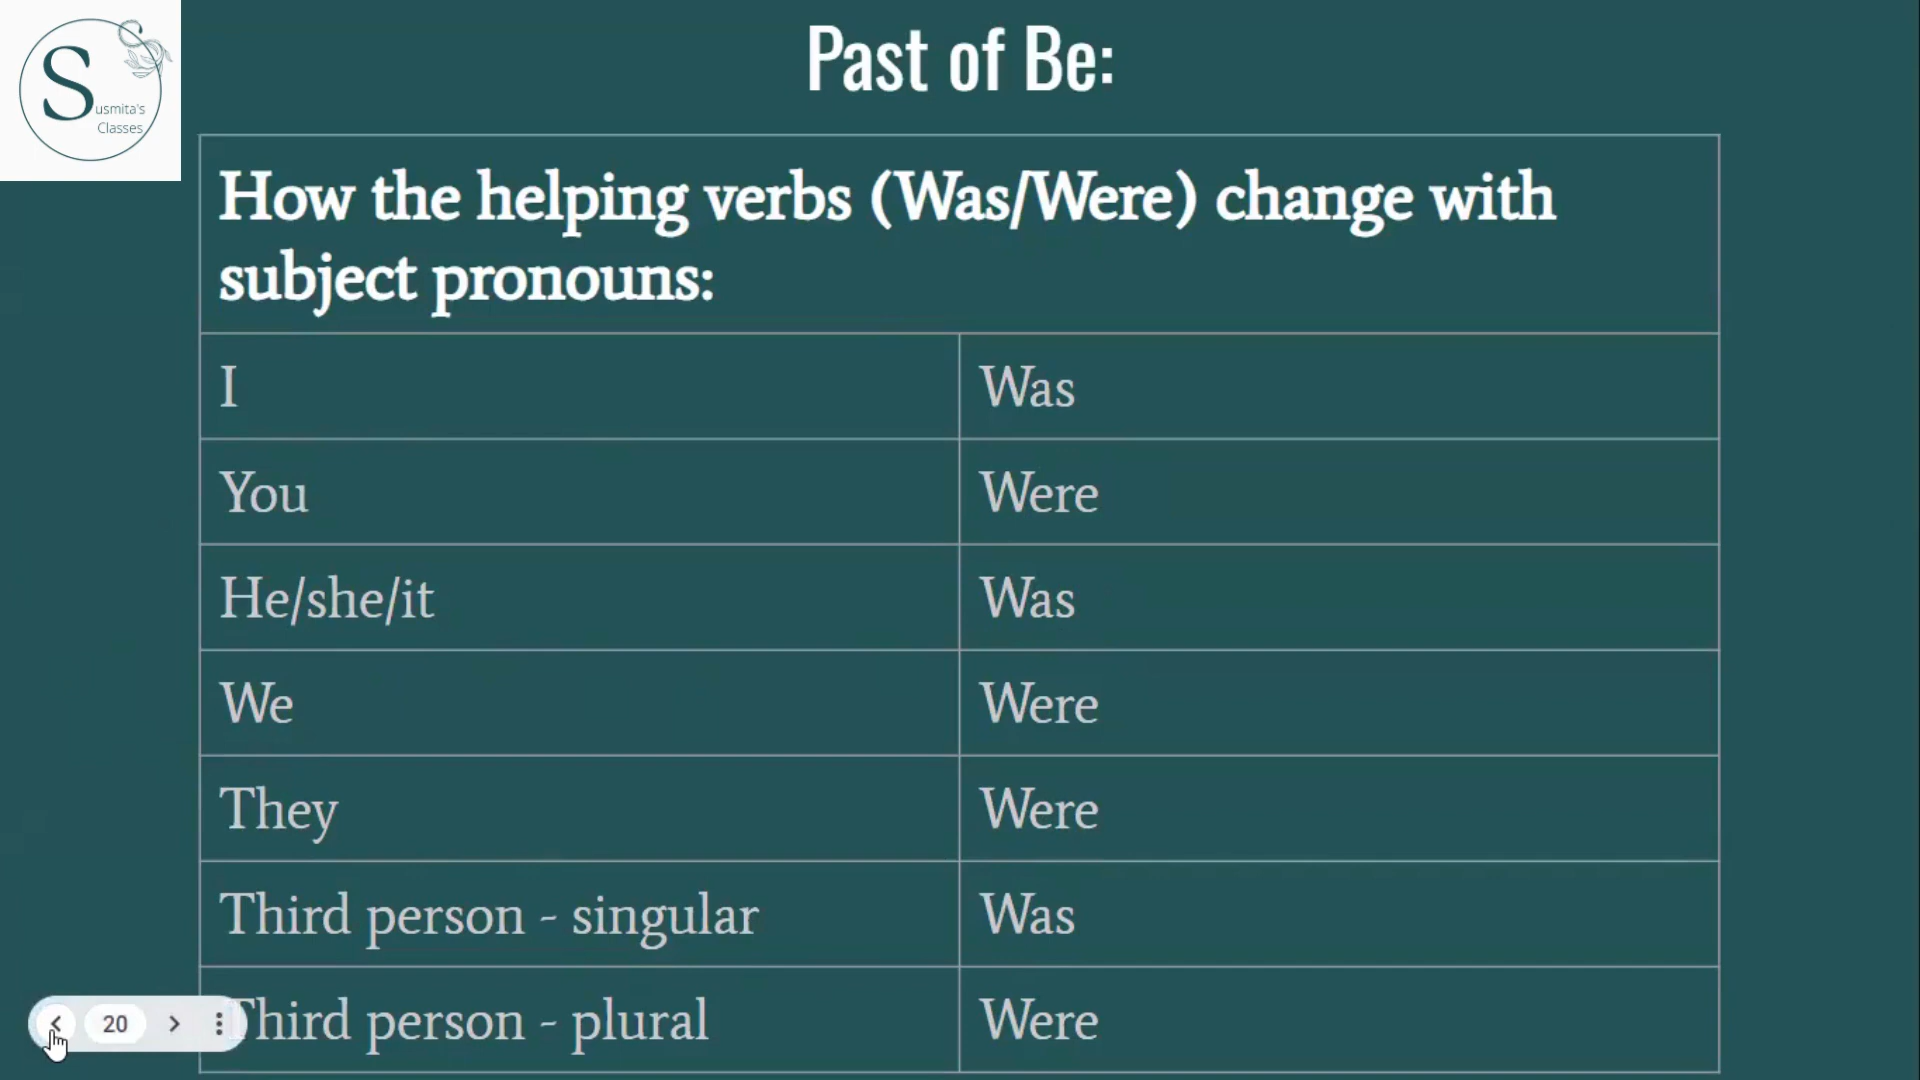 Susmita's
Classes
Past of Be:
How the helping verbs (Was/Were) change with
subject pronouns:
I Was
You Were
He/she/it Was
We Were
They Were
Third person - singular Was
Third person - plural Were
20